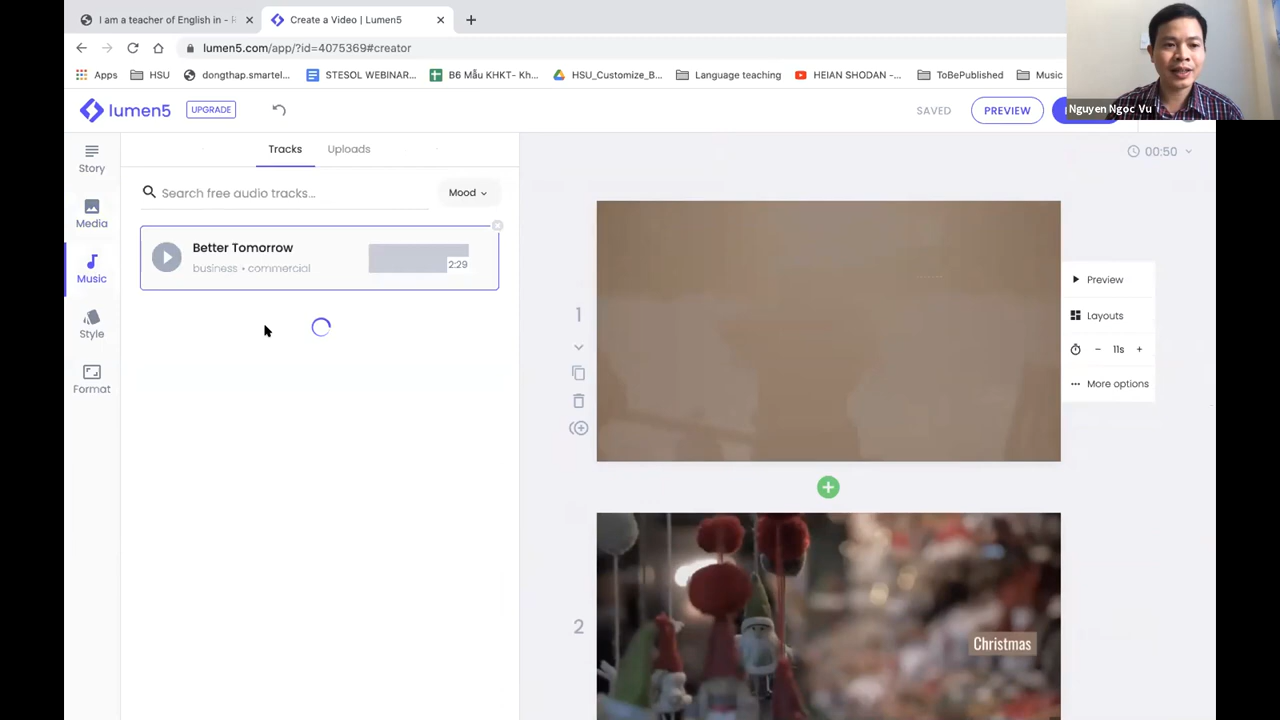 I am a teacher of English in -
Create a Video | Lumen5
lumen5.com/app/?id=4075369#creator
Apps
HSU
dongthap.smartel...
STESOL WEBINAR...
B6 Mẫu KHKT- Kh...
HSU_Customize_B...
Language teaching
HEIAN SHODAN -...
ToBePublished
Music
lumen5
UPGRADE
SAVED
PREVIEW
Nguyen Ngoc Vu
Story
Media
Music
Style
Format
Tracks
Uploads
Search free audio tracks...
Mood
Better Tomorrow
business • commercial
2:29
00:50
1
Preview
Layouts
− 11s +
More options
2
Christmas